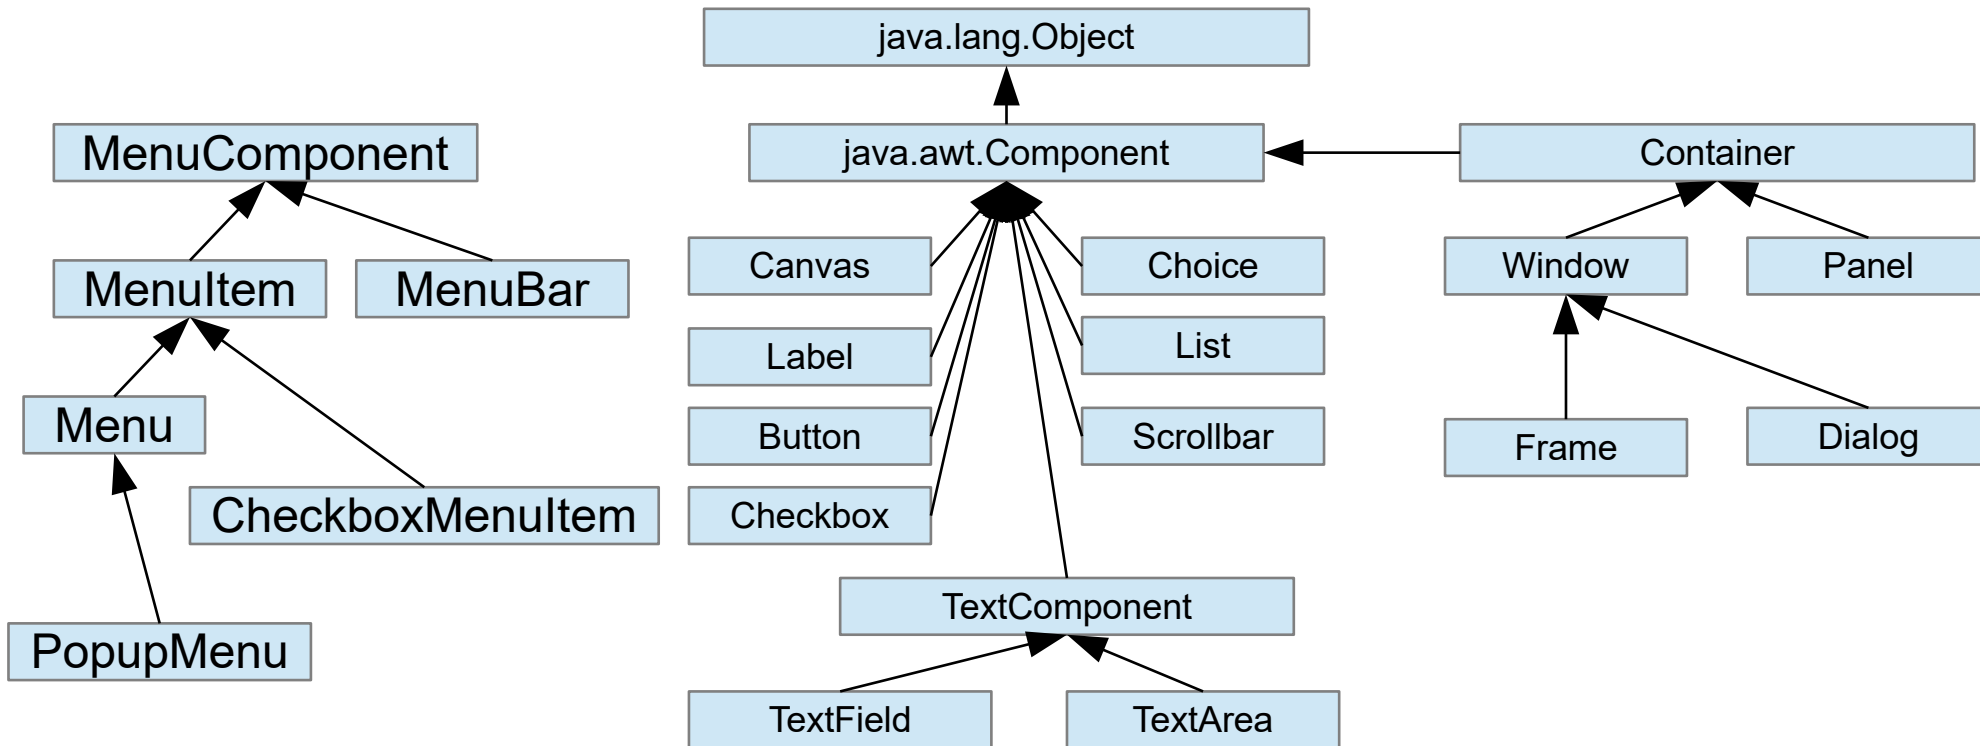 java.lang.Object
MenuComponent
java.awt.Component
Container
MenuItem
MenuBar
Canvas
Choice
Window
Panel
Label
List
Menu
Button
Scrollbar
Frame
Dialog
CheckboxMenuItem
Checkbox
TextComponent
PopupMenu
TextField
TextArea